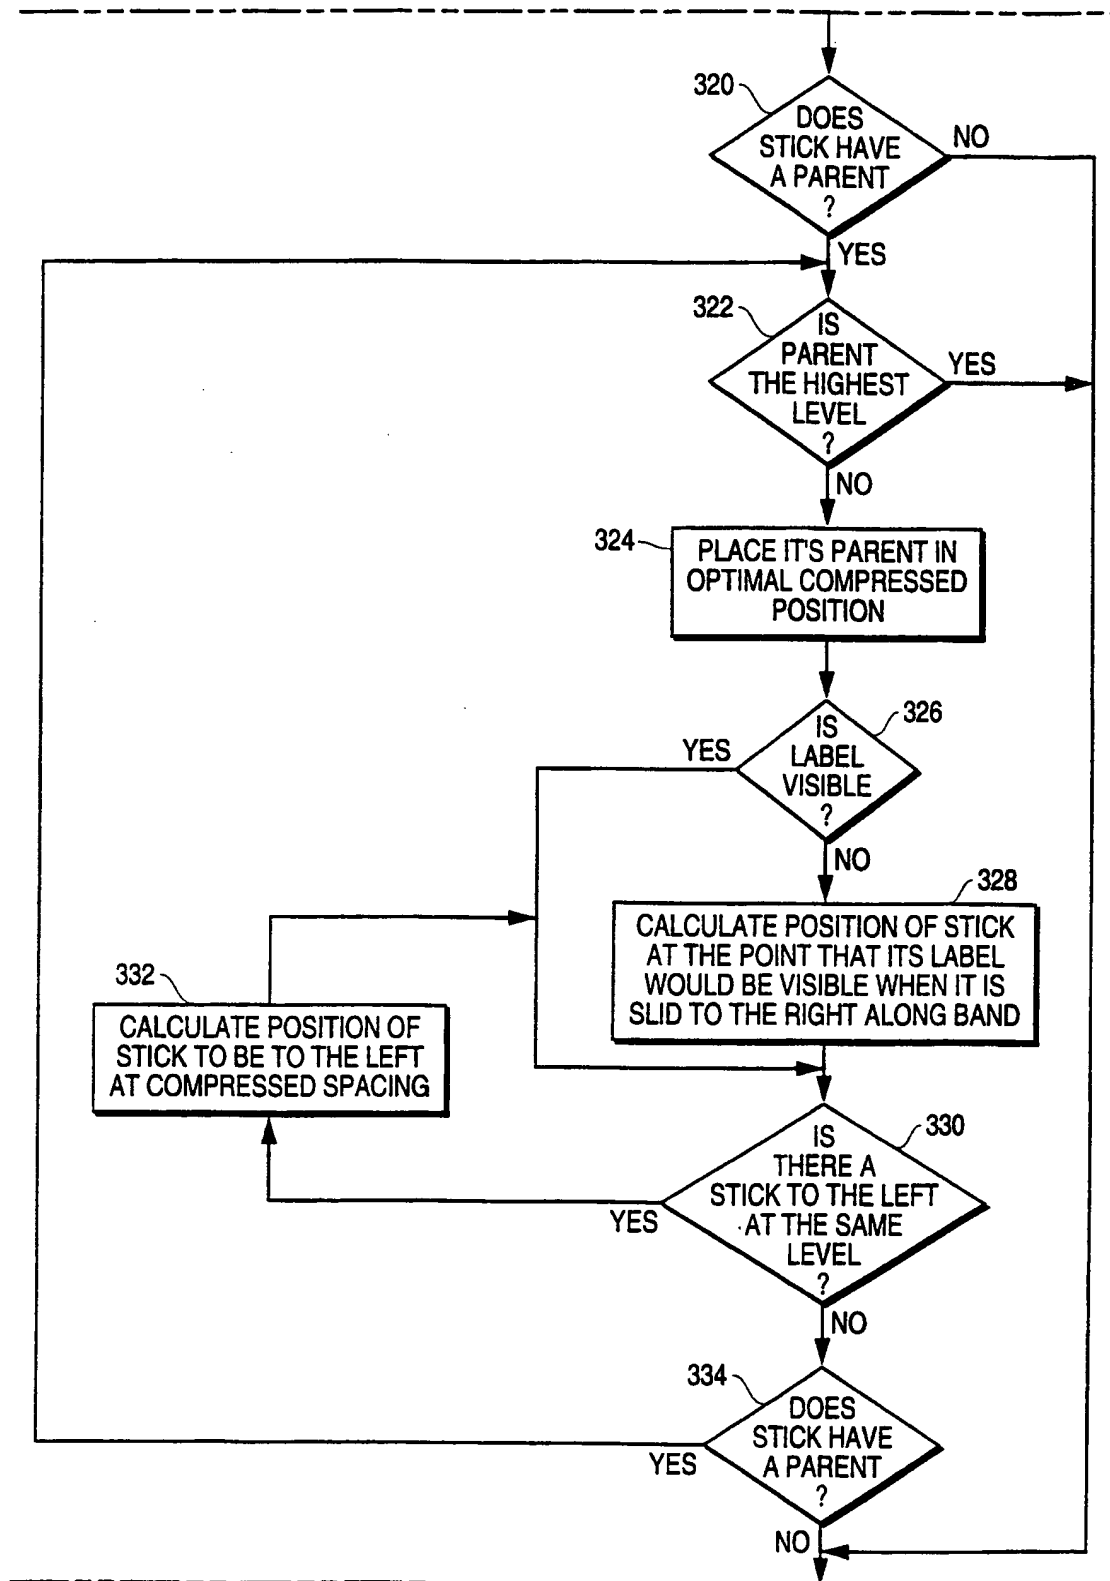 320
DOES
STICK HAVE
A PARENT
?
NO
YES
322
IS
PARENT
THE HIGHEST
LEVEL
?
YES
NO
324
PLACE IT'S PARENT IN
OPTIMAL COMPRESSED
POSITION
326
IS
LABEL
VISIBLE
?
YES
NO
328
CALCULATE POSITION OF STICK
AT THE POINT THAT ITS LABEL
WOULD BE VISIBLE WHEN IT IS
SLID TO THE RIGHT ALONG BAND
332
CALCULATE POSITION OF
STICK TO BE TO THE LEFT
AT COMPRESSED SPACING
330
IS
THERE A
STICK TO THE LEFT
AT THE SAME
LEVEL
?
YES
NO
334
DOES
STICK HAVE
A PARENT
?
YES
NO